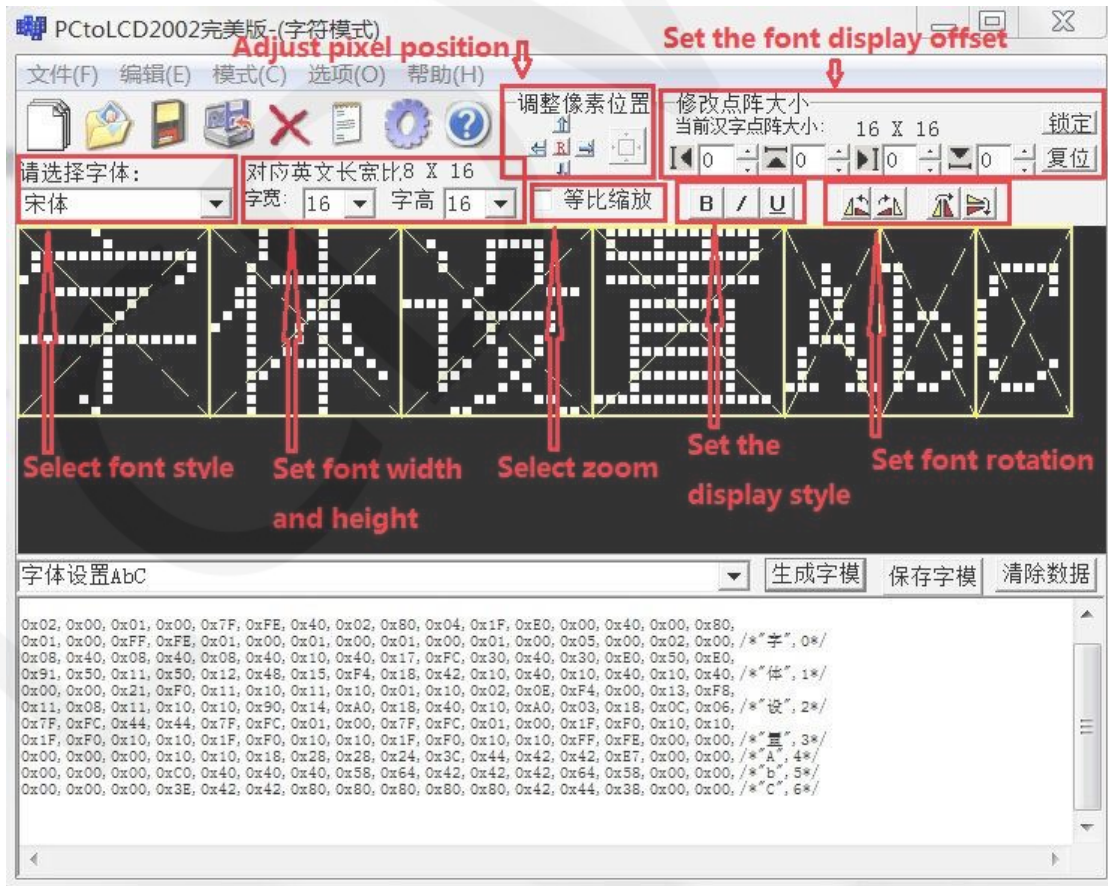 PCtoLCD2002完美版-(字符模式)
Adjust pixel position
Set the font display offset
文件(F) 编辑(E) 模式(C) 选项(O) 帮助(H)
调整像素位置
修改点阵大小
当前汉字点阵大小: 16 X 16
锁定
R
0 0 0 0 复位
请选择字体:
对应英文长宽比8 X 16
宋体
字宽: 16 字高 16
等比缩放
B I U
字体设置AbC
Select font style
Set font width
and height
Select zoom
Set the
display style
Set font rotation
字体设置AbC
生成字模 保存字模 清除数据
0x02, 0x00, 0x01, 0x00, 0x7F, 0xFE, 0x40, 0x02, 0x80, 0x04, 0x1F, 0xE0, 0x00, 0x40, 0x00, 0x80,
0x01, 0x00, 0xFF, 0xFE, 0x01, 0x00, 0x01, 0x00, 0x01, 0x00, 0x01, 0x00, 0x05, 0x00, 0x02, 0x00, /*"字", 0*/
0x08, 0x40, 0x08, 0x40, 0x08, 0x40, 0x10, 0x40, 0x17, 0xFC, 0x30, 0x40, 0x30, 0xE0, 0x50, 0xE0,
0x91, 0x50, 0x11, 0x50, 0x12, 0x48, 0x15, 0xF4, 0x18, 0x42, 0x10, 0x40, 0x10, 0x40, 0x10, 0x40, /*"体", 1*/
0x00, 0x00, 0x21, 0xF0, 0x11, 0x10, 0x11, 0x10, 0x01, 0x10, 0x02, 0x0E, 0xF4, 0x00, 0x13, 0xF8,
0x11, 0x08, 0x11, 0x10, 0x10, 0x90, 0x14, 0xA0, 0x18, 0x40, 0x10, 0xA0, 0x03, 0x18, 0x0C, 0x06, /*"设", 2*/
0x7F, 0xFC, 0x44, 0x44, 0x7F, 0xFC, 0x01, 0x00, 0x7F, 0xFC, 0x01, 0x00, 0x1F, 0xF0, 0x10, 0x10,
0x1F, 0xF0, 0x10, 0x10, 0x1F, 0xF0, 0x10, 0x10, 0x1F, 0xF0, 0x10, 0x10, 0xFF, 0xFE, 0x00, 0x00, /*"置", 3*/
0x00, 0x00, 0x00, 0x10, 0x10, 0x18, 0x28, 0x28, 0x24, 0x3C, 0x44, 0x42, 0x42, 0xE7, 0x00, 0x00, /*"A", 4*/
0x00, 0x00, 0x00, 0xC0, 0x40, 0x40, 0x40, 0x58, 0x64, 0x42, 0x42, 0x42, 0x64, 0x58, 0x00, 0x00, /*"b", 5*/
0x00, 0x00, 0x00, 0x3E, 0x42, 0x42, 0x80, 0x80, 0x80, 0x80, 0x80, 0x42, 0x44, 0x38, 0x00, 0x00, /*"C", 6*/